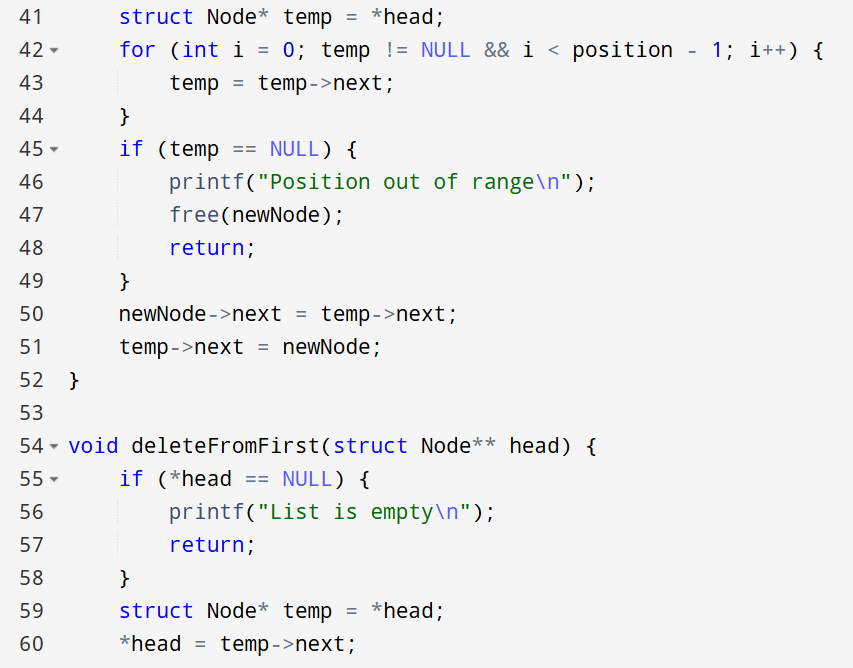 41     struct Node* temp = *head;
42     for (int i = 0; temp != NULL && i < position - 1; i++) {
43         temp = temp->next;
44     }
45     if (temp == NULL) {
46         printf("Position out of range\n");
47         free(newNode);
48         return;
49     }
50     newNode->next = temp->next;
51     temp->next = newNode;
52 }
53
54 void deleteFromFirst(struct Node** head) {
55     if (*head == NULL) {
56         printf("List is empty\n");
57         return;
58     }
59     struct Node* temp = *head;
60     *head = temp->next;